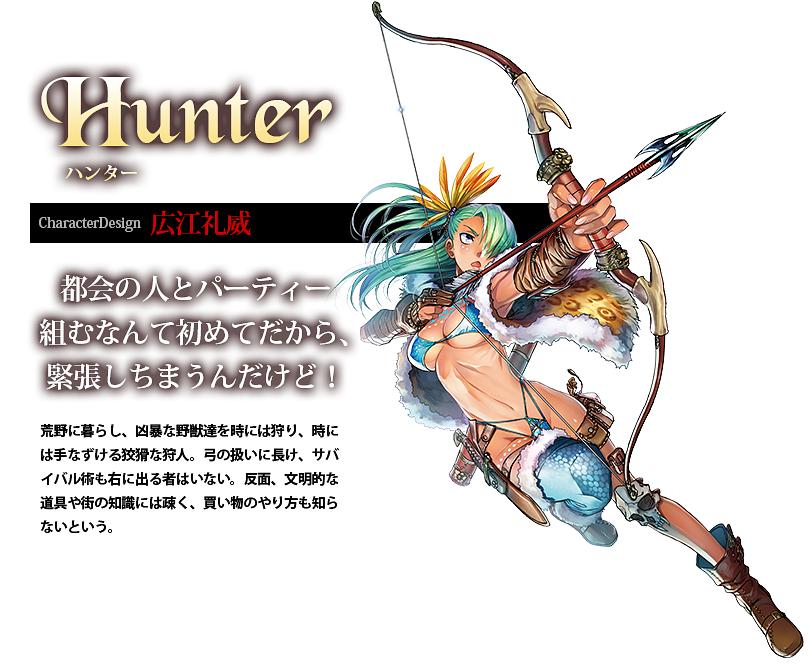 Hunter
ハンター
CharacterDesign 広江礼威
都会の人とパーティー
組むなんて初めてだから、
緊張しちまうんだけど！
荒野に暮らし、凶暴な野獣達を時には狩り、時に
は手なずける狡猾な狩人。弓の扱いに長け、サバ
イバル術も右に出る者はいない。反面、文明的な
道具や街の知識には疎く、買い物のやり方も知ら
ないという。